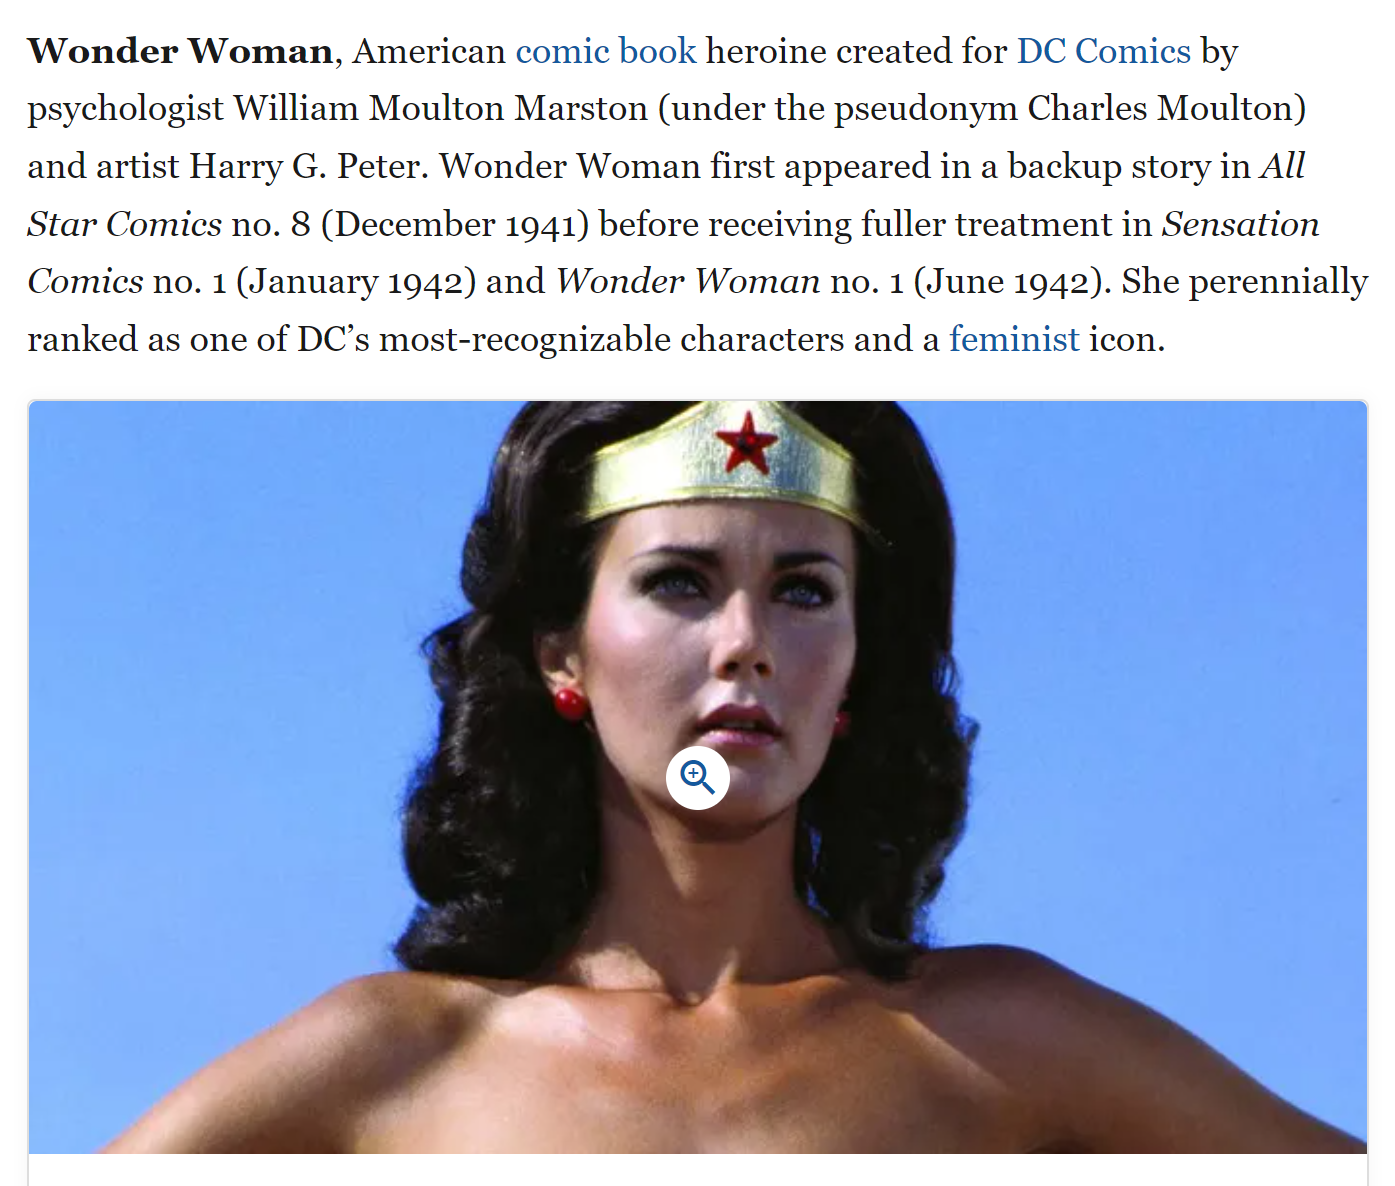 Wonder Woman, American comic book heroine created for DC Comics by
psychologist William Moulton Marston (under the pseudonym Charles Moulton)
and artist Harry G. Peter. Wonder Woman first appeared in a backup story in All
Star Comics no. 8 (December 1941) before receiving fuller treatment in Sensation
Comics no. 1 (January 1942) and Wonder Woman no. 1 (June 1942). She perennially
ranked as one of DC’s most-recognizable characters and a feminist icon.